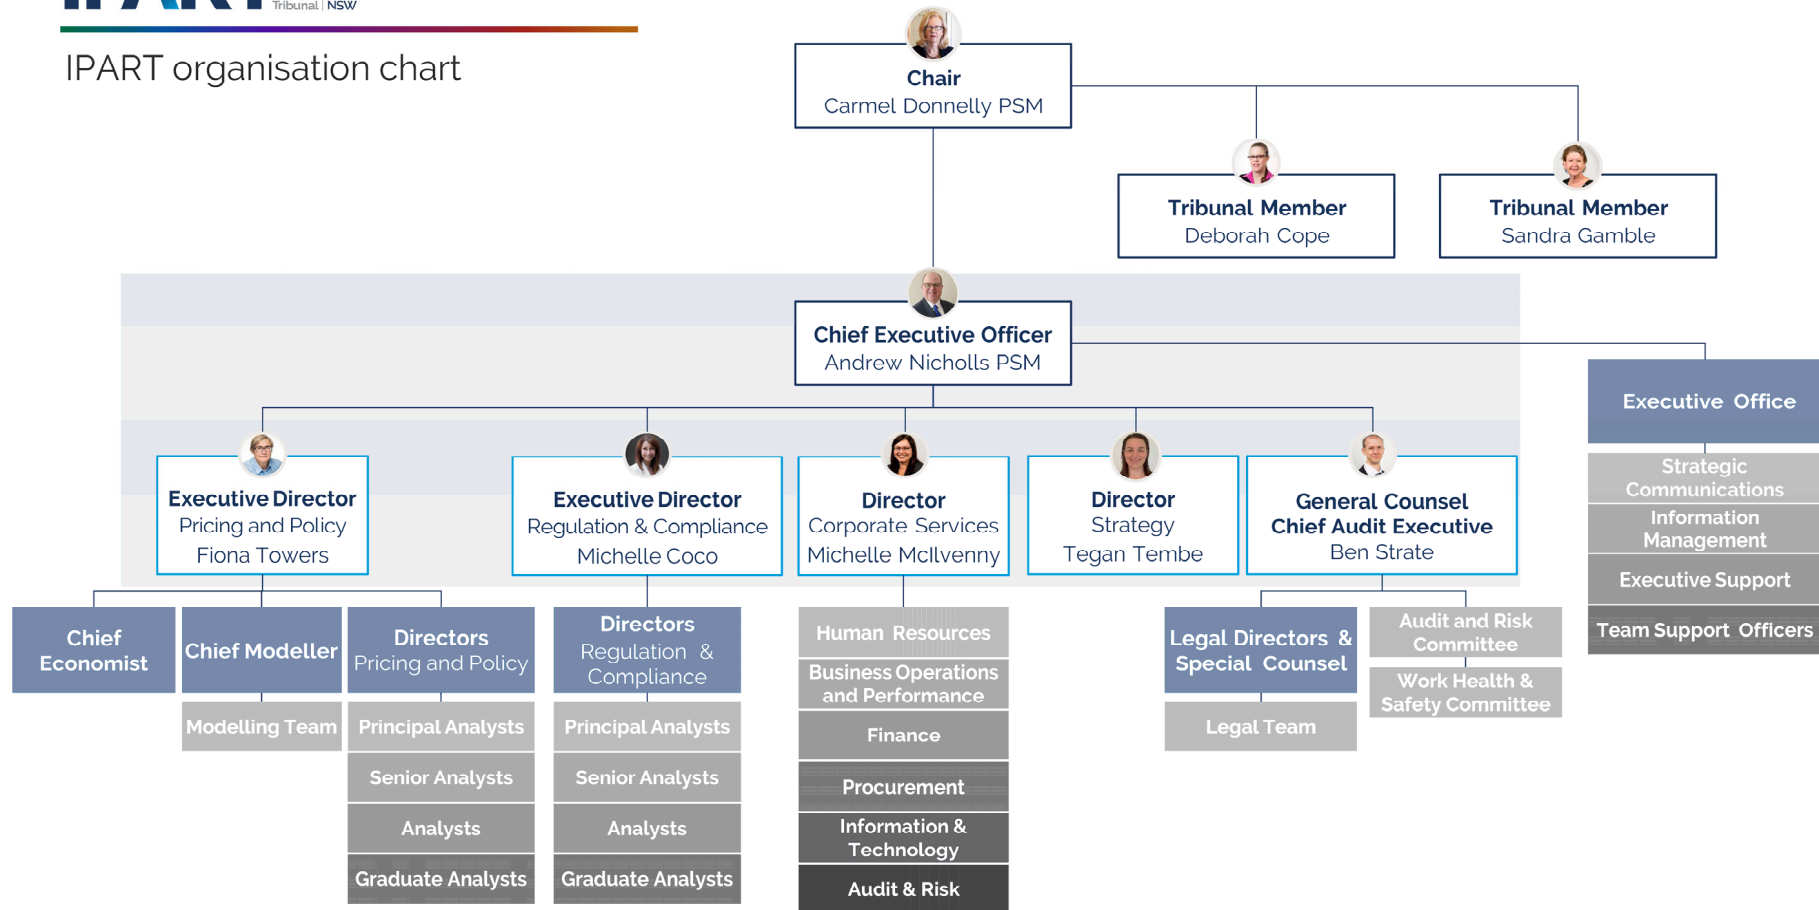 IPART
Tribunal | NSW
IPART organisation chart
Chair
Carmel Donnelly PSM
Tribunal Member
Deborah Cope
Tribunal Member
Sandra Gamble
Chief Executive Officer
Andrew Nicholls PSM
Executive Office
Strategic
Communications
Information
Management
Executive Support
Team Support Officers
Executive Director
Pricing and Policy
Fiona Towers
Executive Director
Regulation & Compliance
Michelle Coco
Director
Corporate Services
Michelle McIlvenny
Director
Strategy
Tegan Tembe
General Counsel
Chief Audit Executive
Ben Strate
Chief
Economist
Chief Modeller
Modelling Team
Directors
Pricing and Policy
Principal Analysts
Senior Analysts
Analysts
Graduate Analysts
Directors
Regulation &
Compliance
Principal Analysts
Senior Analysts
Analysts
Graduate Analysts
Human Resources
Business Operations
and Performance
Finance
Procurement
Information &
Technology
Audit & Risk
Legal Directors &
Special Counsel
Legal Team
Audit and Risk
Committee
Work Health &
Safety Committee